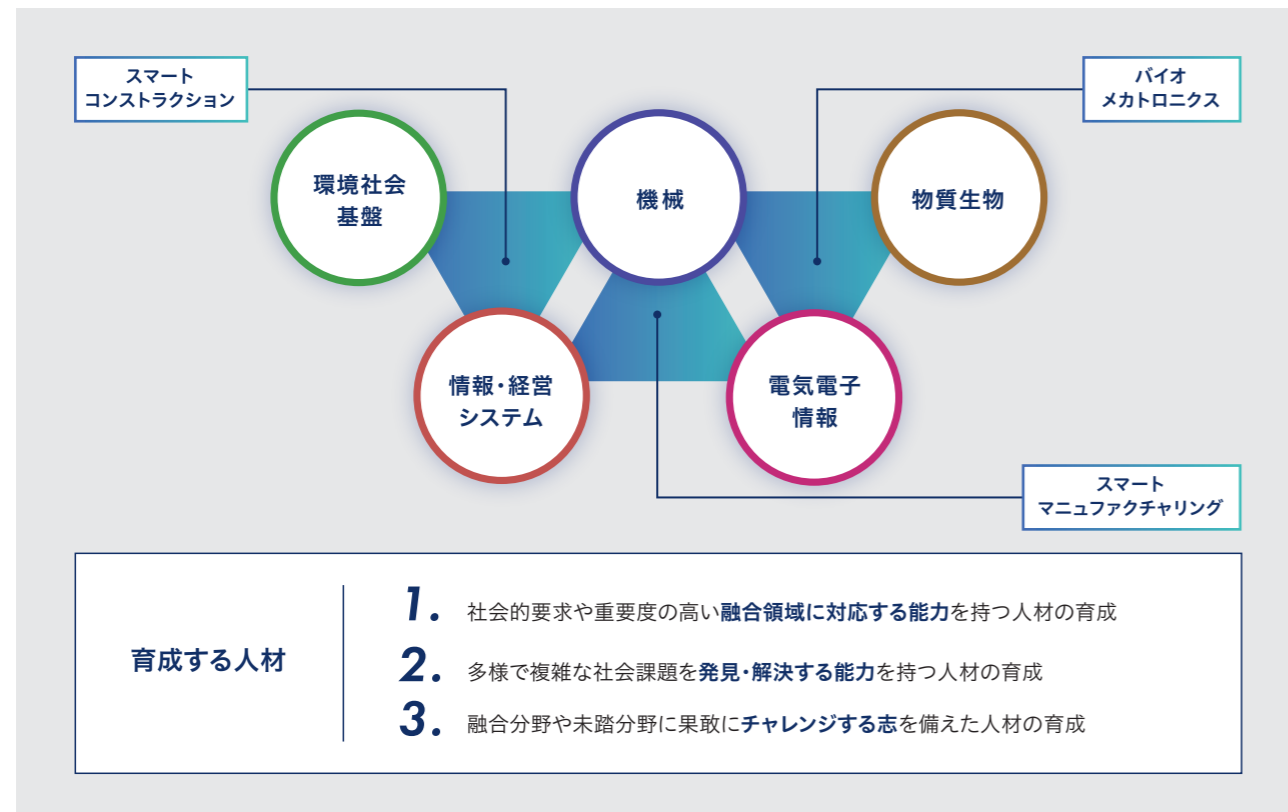 スマート
コンストラクション
バイオ
メカトロニクス
環境社会
基盤
機械
物質生物
情報・経営
システム
電気電子
情報
スマート
マニュファクチャリング
育成する人材
1. 社会的要求や重要度の高い融合領域に対応する能力を持つ人材の育成
2. 多様で複雑な社会課題を発見・解決する能力を持つ人材の育成
3. 融合分野や未踏分野に果敢にチャレンジする志を備えた人材の育成